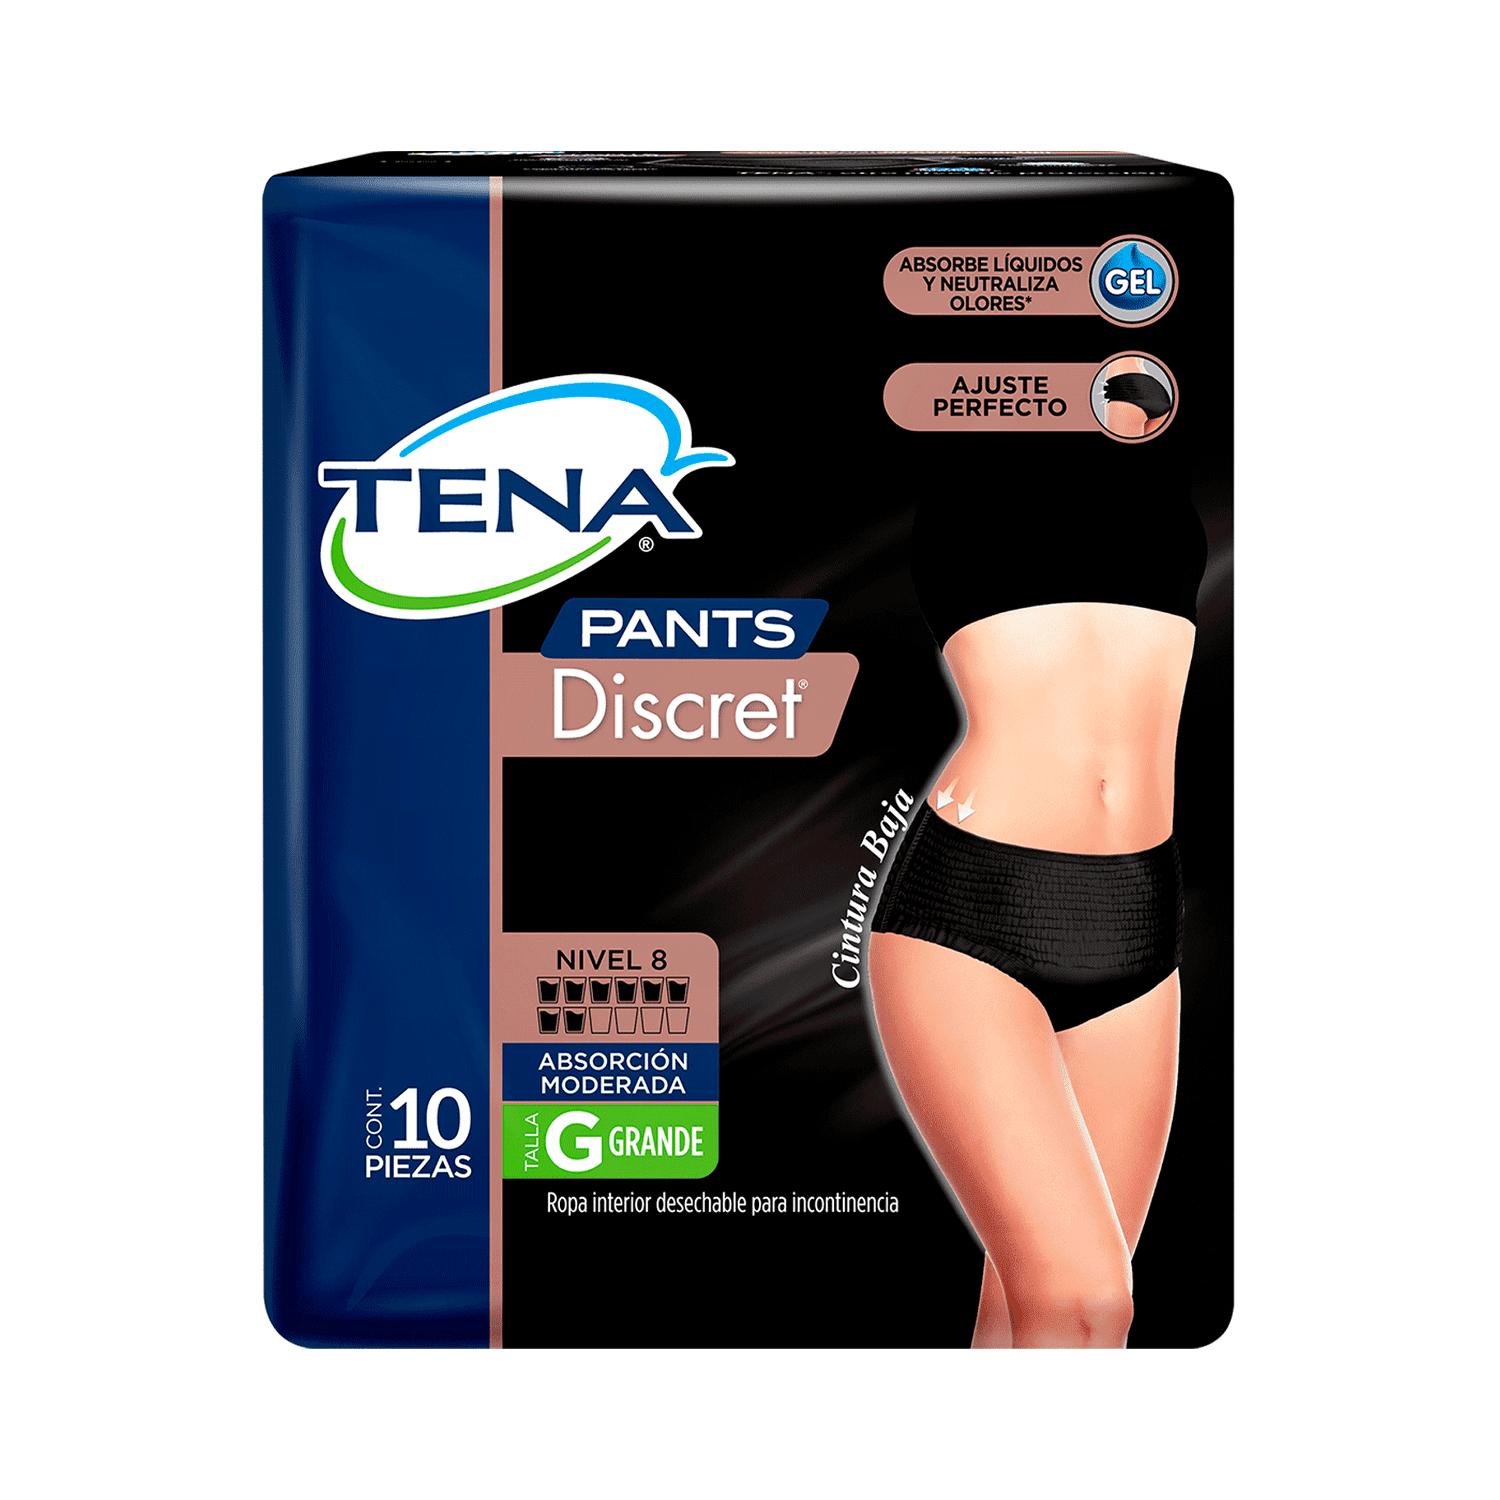 ABSORBE LÍQUIDOS
Y NEUTRALIZA
OLORES*
GEL
AJUSTE
PERFECTO
TENA®
PANTS
Discret®
Cintura Baja
NIVEL 8
ABSORCIÓN
MODERADA
TALLA
G GRANDE
CONT.
10
PIEZAS
Ropa interior desechable para incontinencia